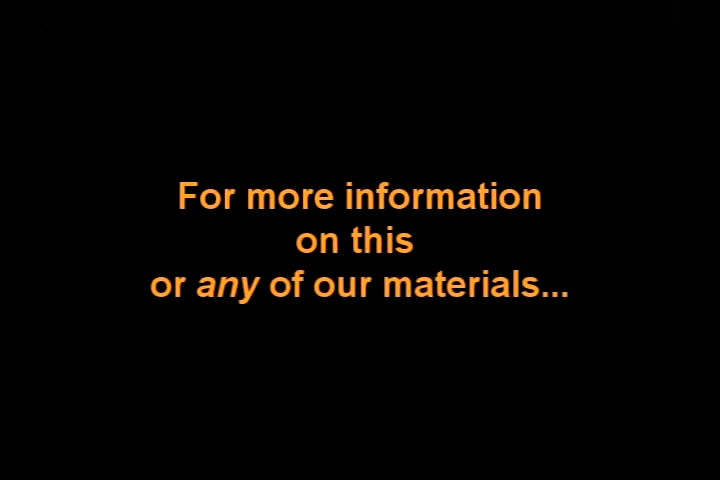 For more information
on this
or any of our materials...